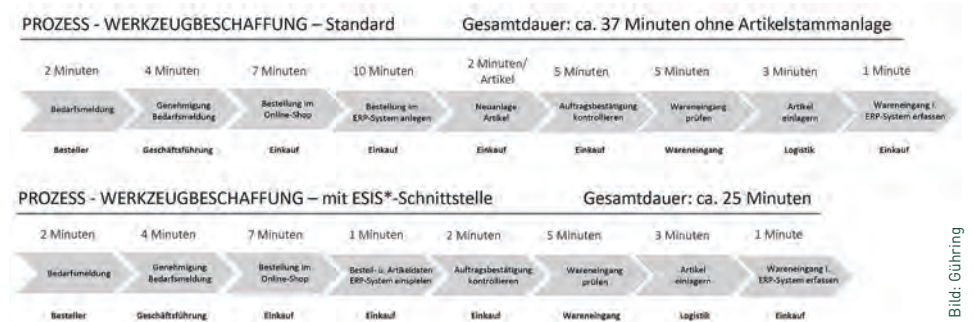 PROZESS - WERKZEUGBESCHAFFUNG – Standard Gesamtdauer: ca. 37 Minuten ohne Artikelstammanlage
2 Minuten 4 Minuten 7 Minuten 10 Minuten 2 Minuten/ Artikel 5 Minuten 5 Minuten 3 Minuten 1 Minute
Bedarfsmeldung
Genehmigung
Bedarfsmeldung
Bestellung im
Online-Shop
Bestellung im
ERP-System anlegen
Neuanlage
Artikel
Auftragsbestätigung
kontrollieren
Wareneingang
prüfen
Artikel
einlagern
Wareneingang i.
ERP-System erfassen
Besteller Geschäftsführung Einkauf Einkauf Einkauf Einkauf Wareneingang Logistik Einkauf
PROZESS - WERKZEUGBESCHAFFUNG – mit ESIS*-Schnittstelle Gesamtdauer: ca. 25 Minuten
2 Minuten 4 Minuten 7 Minuten 1 Minuten 2 Minuten 5 Minuten 3 Minuten 1 Minute
Bedarfsmeldung
Genehmigung
Bedarfsmeldung
Bestellung im
Online-Shop
Bestell- u. Artikeldaten
ERP-System einspielen
Auftragsbestätigung
kontrollieren
Wareneingang
prüfen
Artikel
einlagern
Wareneingang i.
ERP-System erfassen
Besteller Geschäftsführung Einkauf Einkauf Einkauf Wareneingang Logistik Einkauf
Bild: Gühring